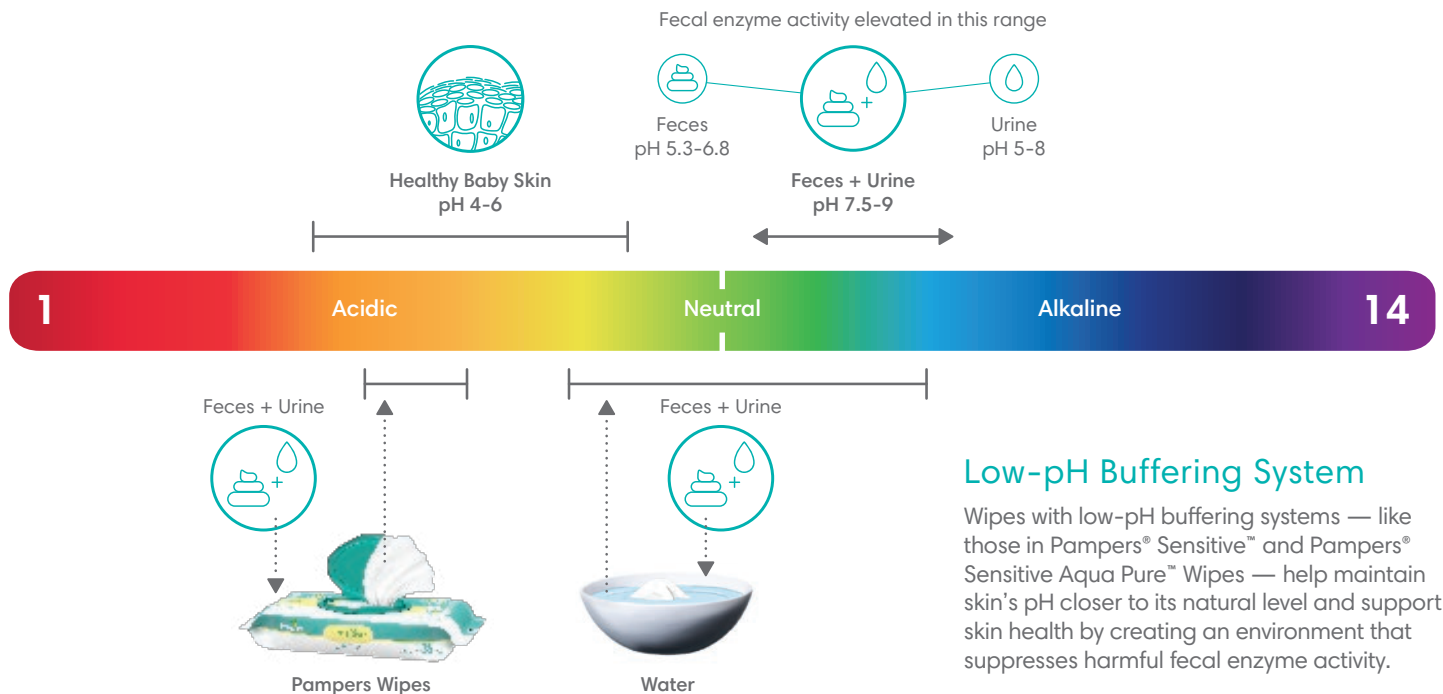 Fecal enzyme activity elevated in this range
Feces
pH 5.3-6.8
Urine
pH 5-8
Healthy Baby Skin
pH 4-6
Feces + Urine
pH 7.5-9
1
Acidic
Neutral
Alkaline
14
Feces + Urine
Feces + Urine
Pampers Wipes
Water
Low-pH Buffering System
Wipes with low-pH buffering systems — like
those in Pampers® Sensitive™ and Pampers®
Sensitive Aqua Pure™ Wipes — help maintain
skin's pH closer to its natural level and support
skin health by creating an environment that
suppresses harmful fecal enzyme activity.